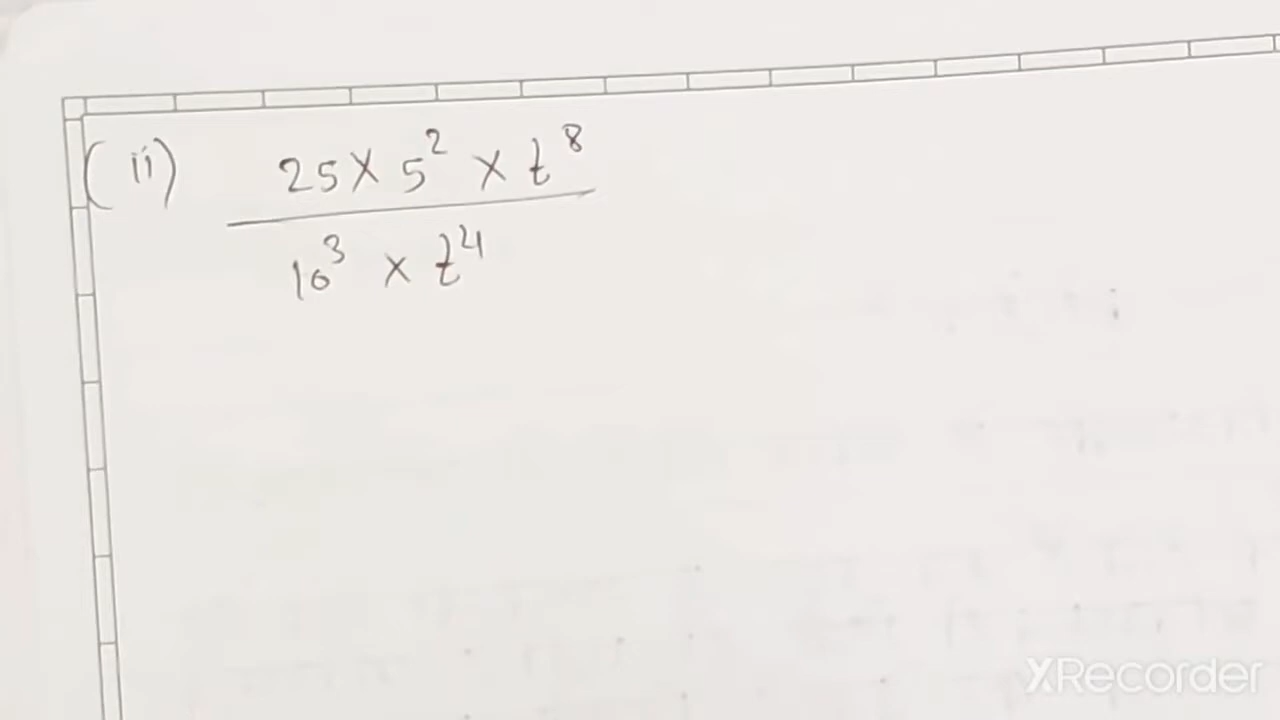 (ii) 25 × 5² × t⁸
10³ × t⁴
XRecorder